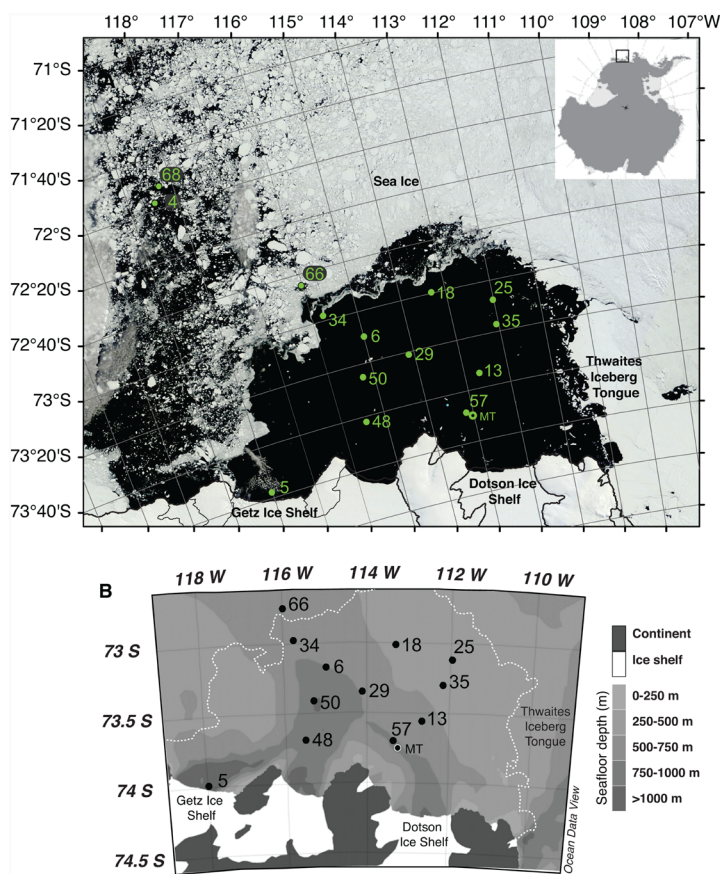 118° 117° 116° 115° 114° 113° 112° 111° 110° 109° 108° 107°W
71°S
71°20'S
71°40'S
72°S
72°20'S
72°40'S
73°S
73°20'S
73°40'S
Sea Ice
68
4
66
18
25
34
35
6
29
50
13
57
MT
48
5
Thwaites
Iceberg
Tongue
Getz Ice Shelf
Dotson Ice
Shelf
B
118 W 116 W 114 W 112 W 110 W
73 S
73.5 S
74 S
74.5 S
66
34
18
25
6
35
29
50
13
57
48
MT
5
Getz Ice
Shelf
Dotson
Ice Shelf
Thwaites
Iceberg
Tongue
Ocean Data View
Continent
Ice shelf
Seatloor depth (m)
0-250 m
250-500 m
500-750 m
750-1000 m
>1000 m